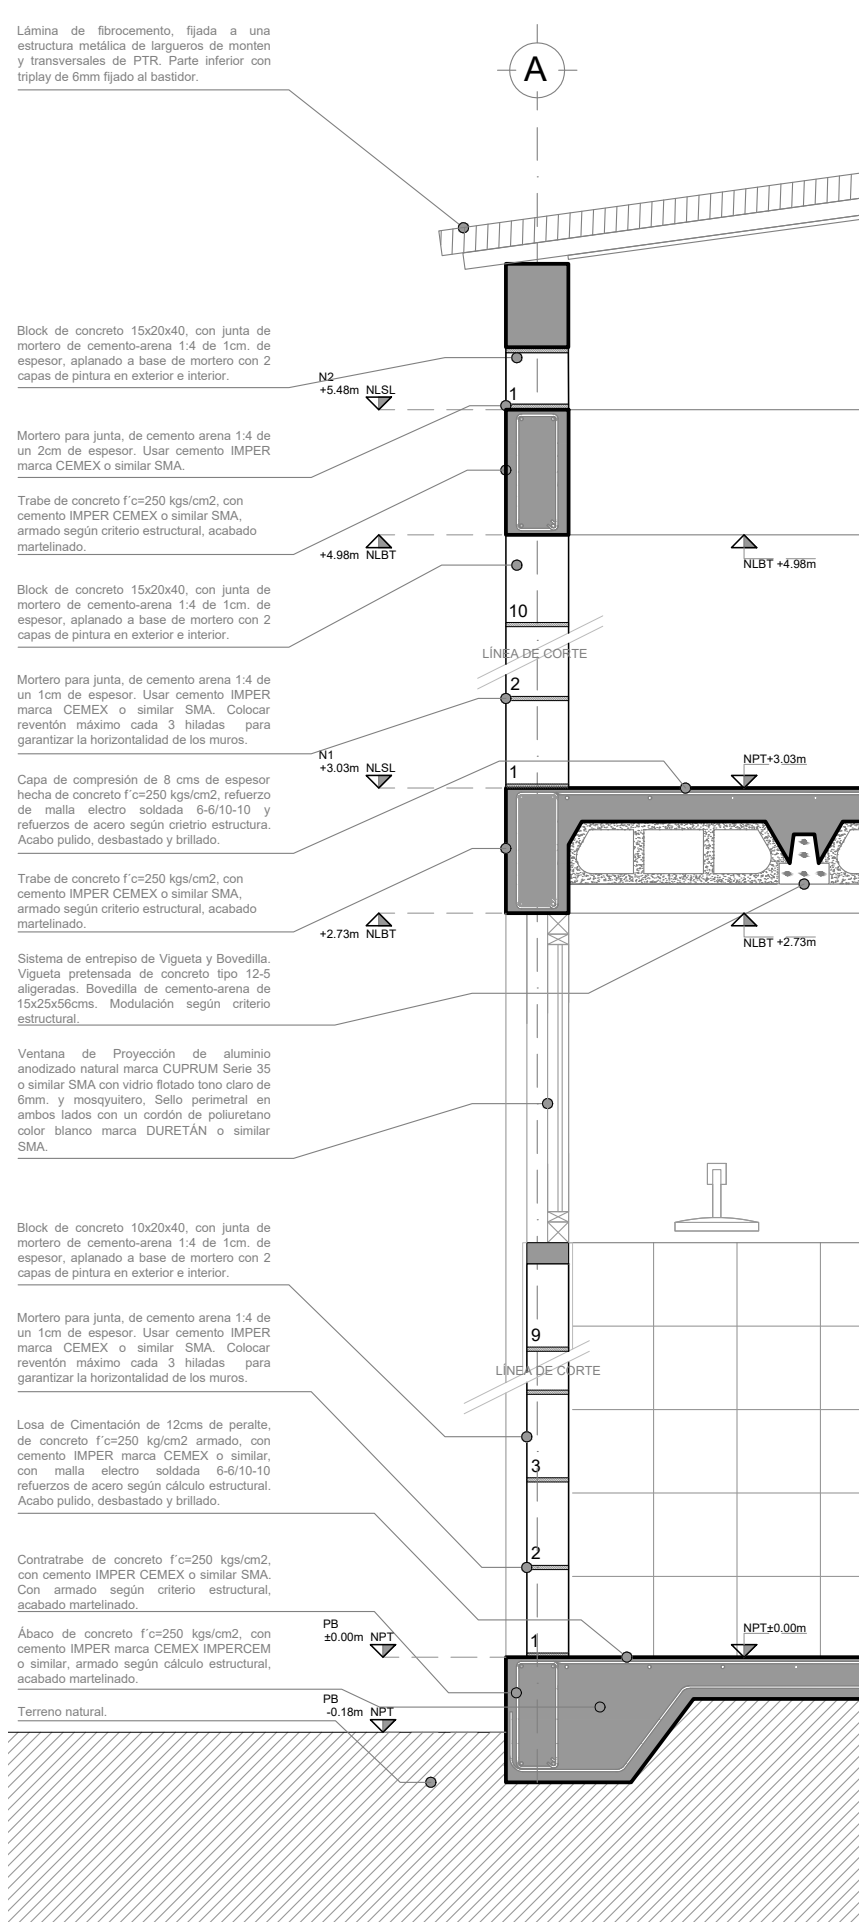 Lámina de fibrocemento, fijada a una
estructura metálica de largueros de monten
y transversales de PTR. Parte inferior con
triplay de 6mm fijado al bastidor.
A
Block de concreto 15x20x40, con junta de
mortero de cemento-arena 1:4 de 1cm. de
espesor, aplanado a base de mortero con 2
capas de pintura en exterior e interior.
N2
+5.48m NLSL
1
Mortero para junta, de cemento arena 1:4 de
un 2cm de espesor. Usar cemento IMPER
marca CEMEX o similar SMA.
Trabe de concreto f´c=250 kgs/cm2, con
cemento IMPER CEMEX o similar SMA,
armado según criterio estructural, acabado
martelinado.
+4.98m NLBT
NLBT +4.98m
Block de concreto 15x20x40, con junta de
mortero de cemento-arena 1:4 de 1cm. de
espesor, aplanado a base de mortero con 2
capas de pintura en exterior e interior.
10
LÍNEA DE CORTE
2
Mortero para junta, de cemento arena 1:4 de
un 1cm de espesor. Usar cemento IMPER
marca CEMEX o similar SMA. Colocar
reventón máximo cada 3 hiladas para
garantizar la horizontalidad de los muros.
N1
+3.03m NLSL
1
NPT+3.03m
Capa de compresión de 8 cms de espesor
hecha de concreto f´c=250 kgs/cm2, refuerzo
de malla electro soldada 6-6/10-10 y
refuerzos de acero según crietrio estructura.
Acabo pulido, desbastado y brillado.
Trabe de concreto f´c=250 kgs/cm2, con
cemento IMPER CEMEX o similar SMA,
armado según criterio estructural, acabado
martelinado.
+2.73m NLBT
NLBT +2.73m
Sistema de entrepiso de Vigueta y Bovedilla.
Vigueta pretensada de concreto tipo 12-5
aligeradas. Bovedilla de cemento-arena de
15x25x56cms. Modulación según criterio
estructural.
Ventana de Proyección de aluminio
anodizado natural marca CUPRUM Serie 35
o similar SMA con vidrio flotado tono claro de
6mm. y mosqyuitero, Sello perimetral en
ambos lados con un cordón de poliuretano
color blanco marca DURETÁN o similar
SMA.
Block de concreto 10x20x40, con junta de
mortero de cemento-arena 1:4 de 1cm. de
espesor, aplanado a base de mortero con 2
capas de pintura en exterior e interior.
Mortero para junta, de cemento arena 1:4 de
un 1cm de espesor. Usar cemento IMPER
marca CEMEX o similar SMA. Colocar
reventón máximo cada 3 hiladas para
garantizar la horizontalidad de los muros.
9
LÍNEA DE CORTE
3
2
1
Losa de Cimentación de 12cms de peralte,
de concreto f´c=250 kg/cm2 armado, con
cemento IMPER marca CEMEX o similar,
con malla electro soldada 6-6/10-10
refuerzos de acero según cálculo estructural.
Acabo pulido, desbastado y brillado.
Contratrabe de concreto f´c=250 kgs/cm2,
con cemento IMPER CEMEX o similar SMA.
Con armado según criterio estructural,
acabado martelinado.
PB
±0.00m NPT
NPT±0.00m
Ábaco de concreto f´c=250 kgs/cm2, con
cemento IMPER marca CEMEX IMPERCEM
o similar, armado según cálculo estructural,
acabado martelinado.
PB
-0.18m NPT
Terreno natural.